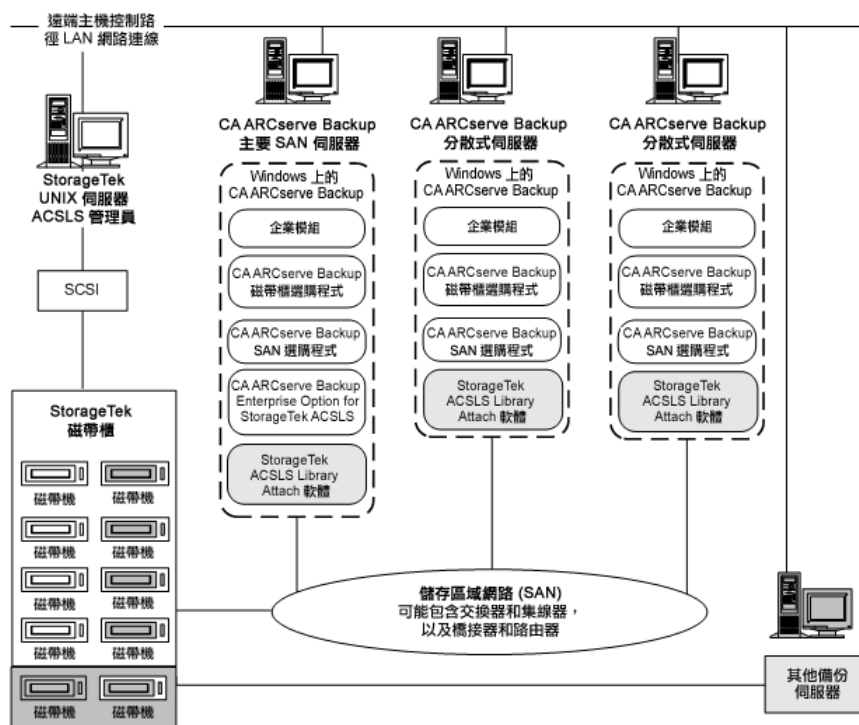 遠端主機控制路
徑 LAN 網路連線
StorageTek
UNIX 伺服器
ACSLS 管理員
SCSI
StorageTek
磁帶櫃
磁帶機
磁帶機
磁帶機
磁帶機
磁帶機
磁帶機
磁帶機
磁帶機
磁帶機
磁帶機
CA ARCserve Backup
主要 SAN 伺服器
Windows 上的
CA ARCserve Backup
企業模組
CA ARCserve Backup
磁帶櫃選購程式
CA ARCserve Backup
SAN 選購程式
CA ARCserve Backup
Enterprise Option for
StorageTek ACSLS
StorageTek
ACSLS Library
Attach 軟體
CA ARCserve Backup
分散式伺服器
Windows 上的
CA ARCserve Backup
企業模組
CA ARCserve Backup
磁帶櫃選購程式
CA ARCserve Backup
SAN 選購程式
StorageTek
ACSLS Library
Attach 軟體
CA ARCserve Backup
分散式伺服器
Windows 上的
CA ARCserve Backup
企業模組
CA ARCserve Backup
磁帶櫃選購程式
CA ARCserve Backup
SAN 選購程式
StorageTek
ACSLS Library
Attach 軟體
儲存區域網路 (SAN)
可能包含交換器和集線器，
以及橋接器和路由器
其他備份
伺服器